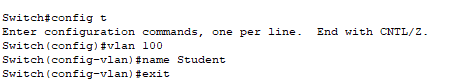 Switch#config t
Enter configuration commands, one per line.  End with CNTL/Z.
Switch(config)#vlan 100
Switch(config-vlan)#name Student
Switch(config-vlan)#exit